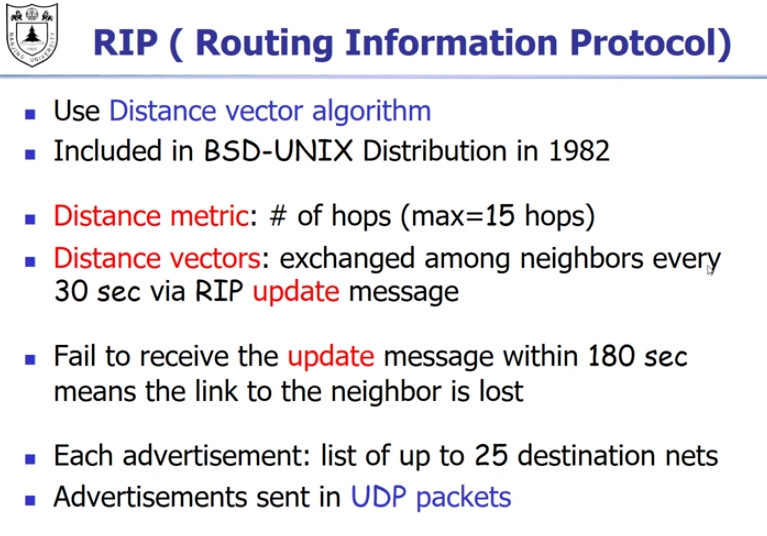 RIP ( Routing Information Protocol)
Use Distance vector algorithm
Included in BSD-UNIX Distribution in 1982
Distance metric: # of hops (max=15 hops)
Distance vectors: exchanged among neighbors every
30 sec via RIP update message
Fail to receive the update message within 180 sec
means the link to the neighbor is lost
Each advertisement: list of up to 25 destination nets
Advertisements sent in UDP packets